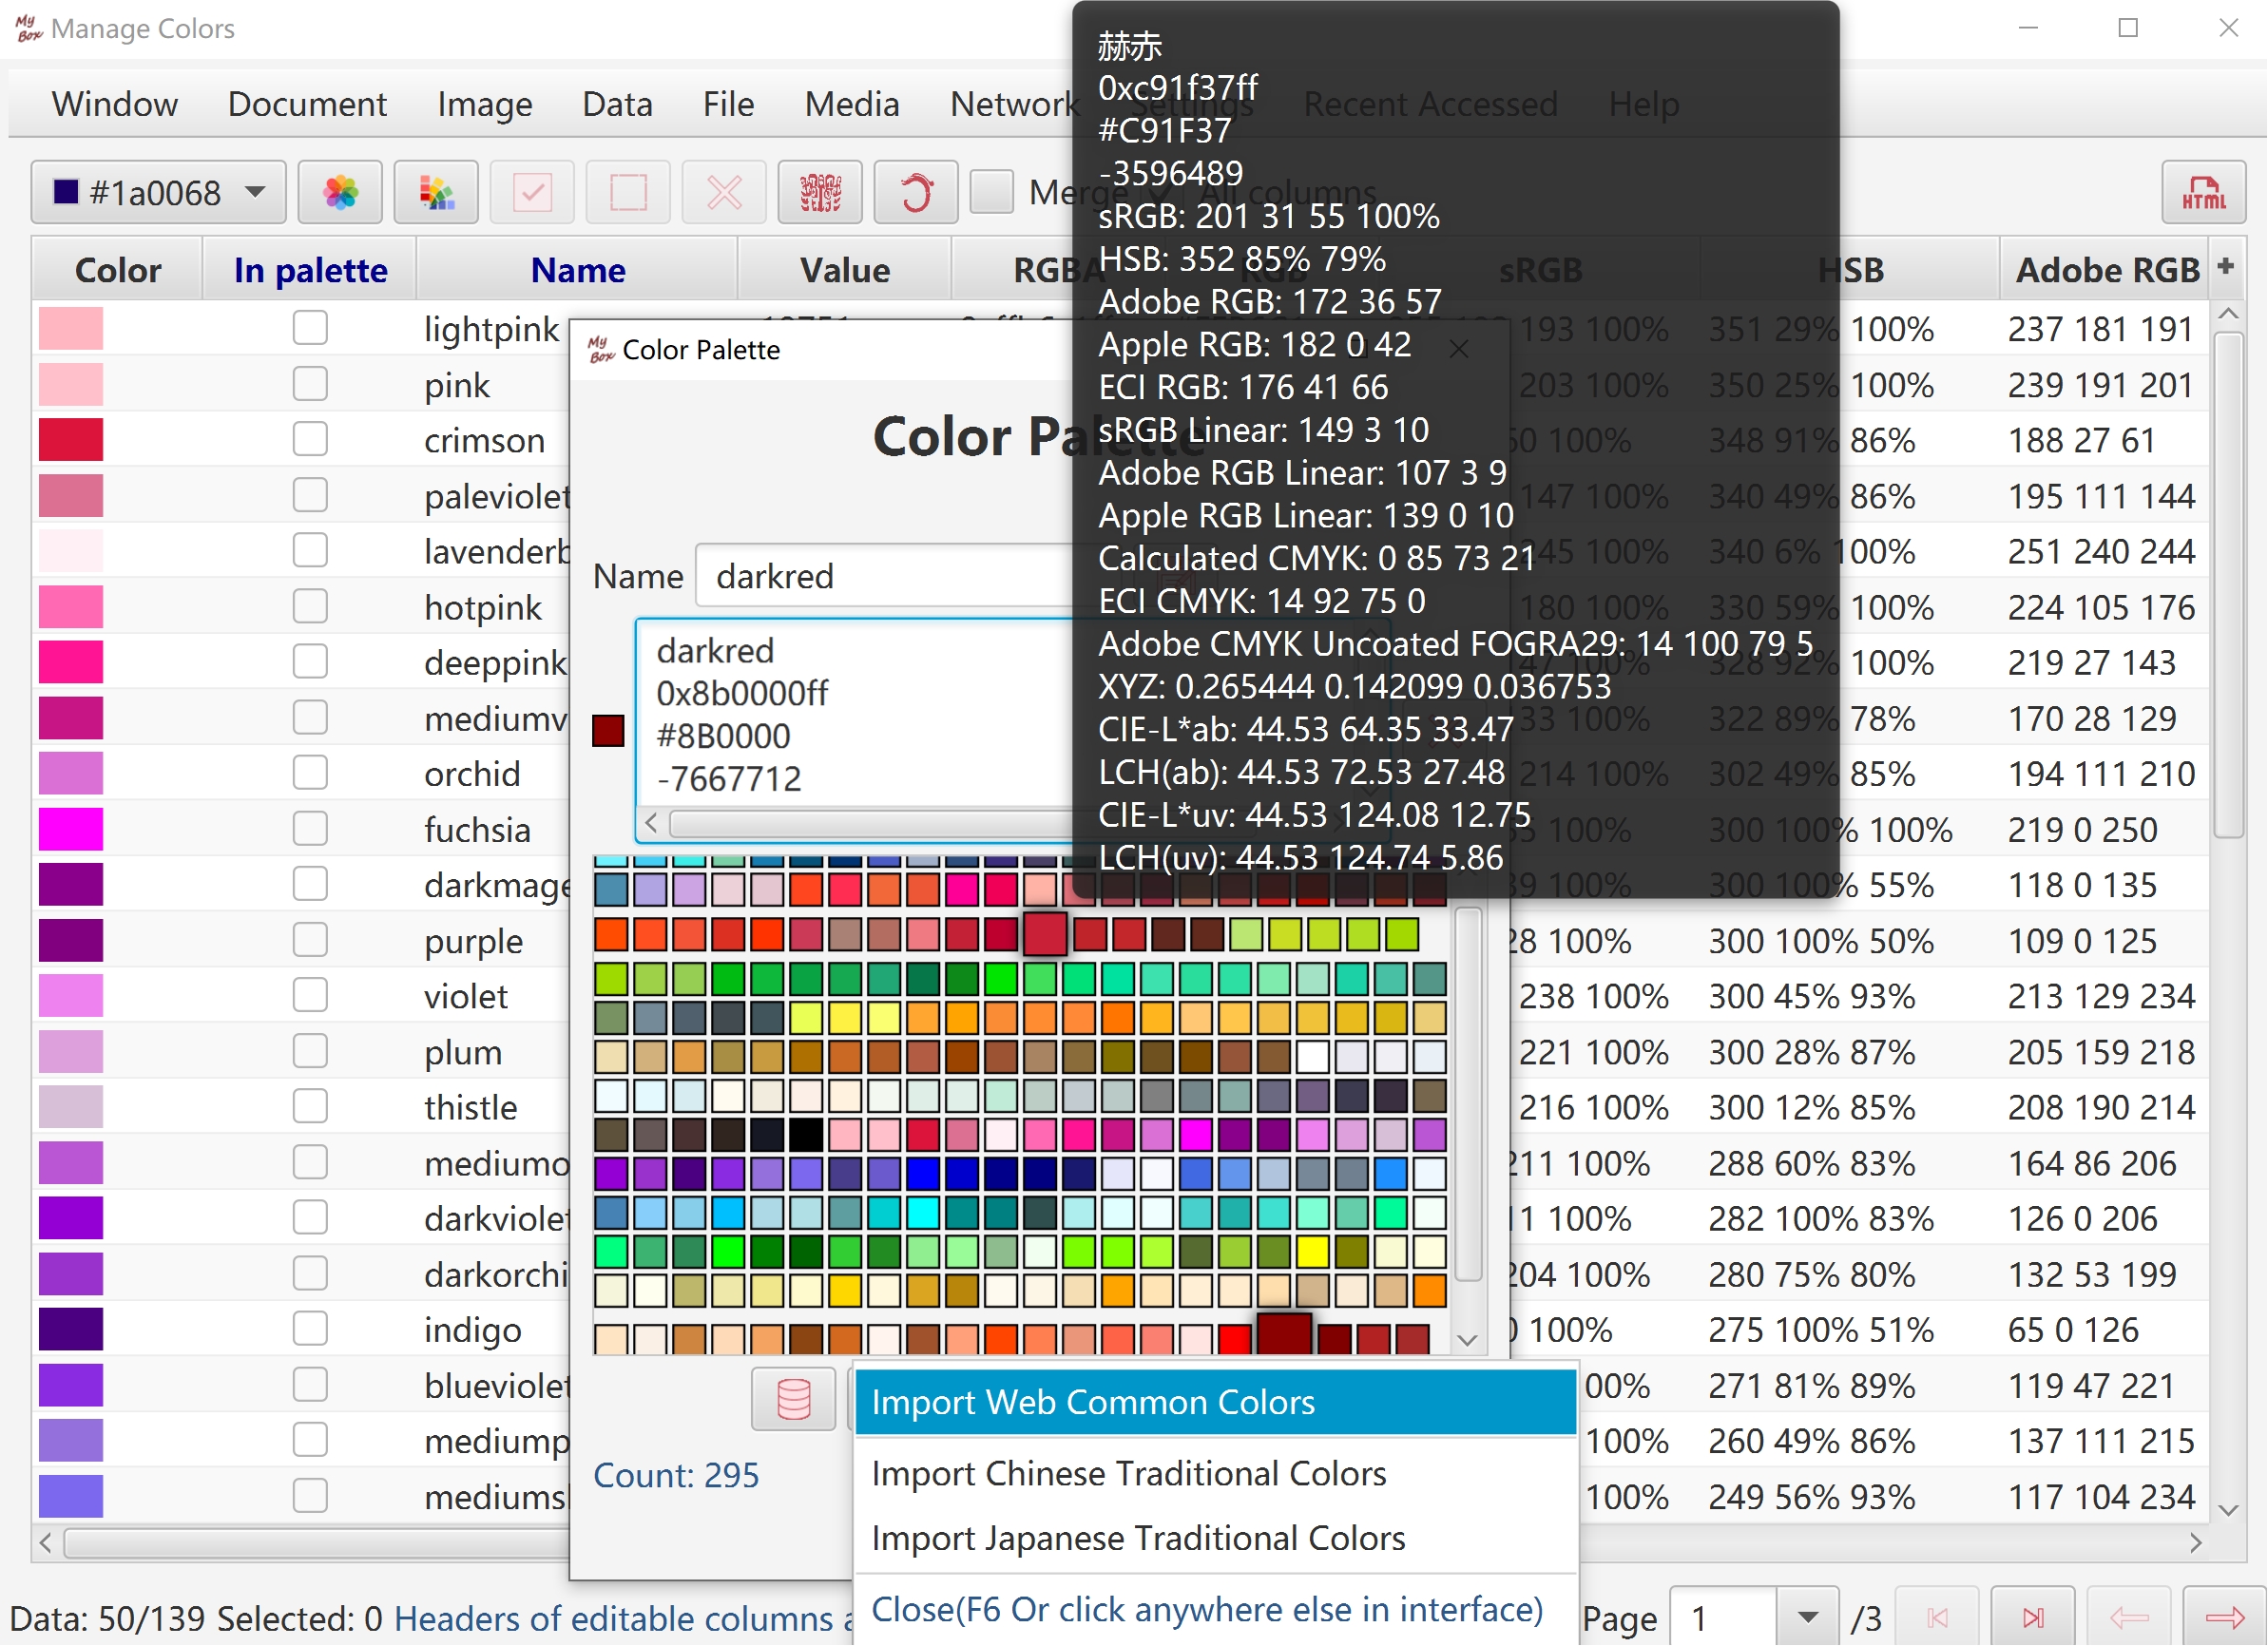 My Box Manage Colors
Window Document Image Data File Media Network Settings Recent Accessed Help
#1a0068 Merge All columns HTML
Color In palette Name Value RGBA RGB sRGB HSB Adobe RGB +
lightpink 193 100% 351 29% 100% 237 181 191
pink 203 100% 350 25% 100% 239 191 201
crimson 60 100% 348 91% 86% 188 27 61
paleviolet 147 100% 340 49% 86% 195 111 144
lavenderb 245 100% 340 6% 100% 251 240 244
hotpink 180 100% 330 59% 100% 224 105 176
deeppink 47 100% 328 92% 100% 219 27 143
mediumv 33 100% 322 89% 78% 170 28 129
orchid 214 100% 302 49% 85% 194 111 210
fuchsia 55 100% 300 100% 100% 219 0 250
darkmage 39 100% 300 100% 55% 118 0 135
purple 28 100% 300 100% 50% 109 0 125
violet 238 100% 300 45% 93% 213 129 234
plum 221 100% 300 28% 87% 205 159 218
thistle 216 100% 300 12% 85% 208 190 214
mediumo 211 100% 288 60% 83% 164 86 206
darkviolet 11 100% 282 100% 83% 126 0 206
darkorchi 204 100% 280 75% 80% 132 53 199
indigo 0 100% 275 100% 51% 65 0 126
blueviolet 00% 271 81% 89% 119 47 221
mediump 100% 260 49% 86% 137 111 215
mediumsl 100% 249 56% 93% 117 104 234
Data: 50/139 Selected: 0 Headers of editable columns a
Page 1 /3
My Box Color Palette
Color Palette
Name darkred
darkred
0x8b0000ff
#8B0000
-7667712
Count: 295
Import Web Common Colors
Import Chinese Traditional Colors
Import Japanese Traditional Colors
Close(F6 Or click anywhere else in interface)
赫赤
0xc91f37ff
#C91F37
-3596489
sRGB: 201 31 55 100%
HSB: 352 85% 79%
Adobe RGB: 172 36 57
Apple RGB: 182 0 42
ECI RGB: 176 41 66
sRGB Linear: 149 3 10
Adobe RGB Linear: 107 3 9
Apple RGB Linear: 139 0 10
Calculated CMYK: 0 85 73 21
ECI CMYK: 14 92 75 0
Adobe CMYK Uncoated FOGRA29: 14 100 79 5
XYZ: 0.265444 0.142099 0.036753
CIE-L*ab: 44.53 64.35 33.47
LCH(ab): 44.53 72.53 27.48
CIE-L*uv: 44.53 124.08 12.75
LCH(uv): 44.53 124.74 5.86